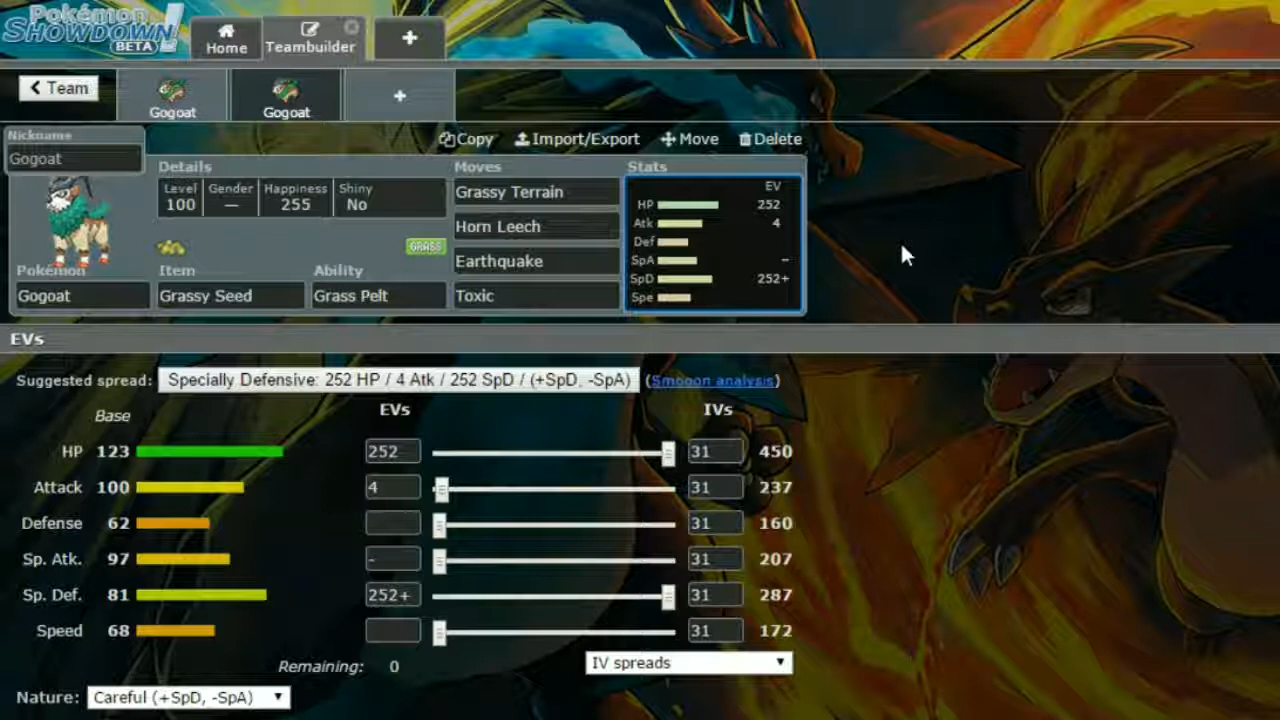 Pokémon
SHOWDOWN!
BETA
Home
Teambuilder
+
< Team
Gogoat
Gogoat
+
Nickname
Gogoat
Copy Import/Export Move Delete
Details
Level Gender Happiness Shiny
100 — 255 No
GRASS
Pokémon Item Ability
Gogoat Grassy Seed Grass Pelt
Moves
Grassy Terrain
Horn Leech
Earthquake
Toxic
Stats
EV
HP 252
Atk 4
Def
SpA −
SpD 252+
Spe
EVs
Suggested spread: Specially Defensive: 252 HP / 4 Atk / 252 SpD / (+SpD, -SpA) (Smogon analysis)
Base EVs IVs
HP 123 252 31 450
Attack 100 4 31 237
Defense 62 31 160
Sp. Atk. 97 - 31 207
Sp. Def. 81 252+ 31 287
Speed 68 31 172
Remaining: 0 IV spreads
Nature: Careful (+SpD, -SpA)